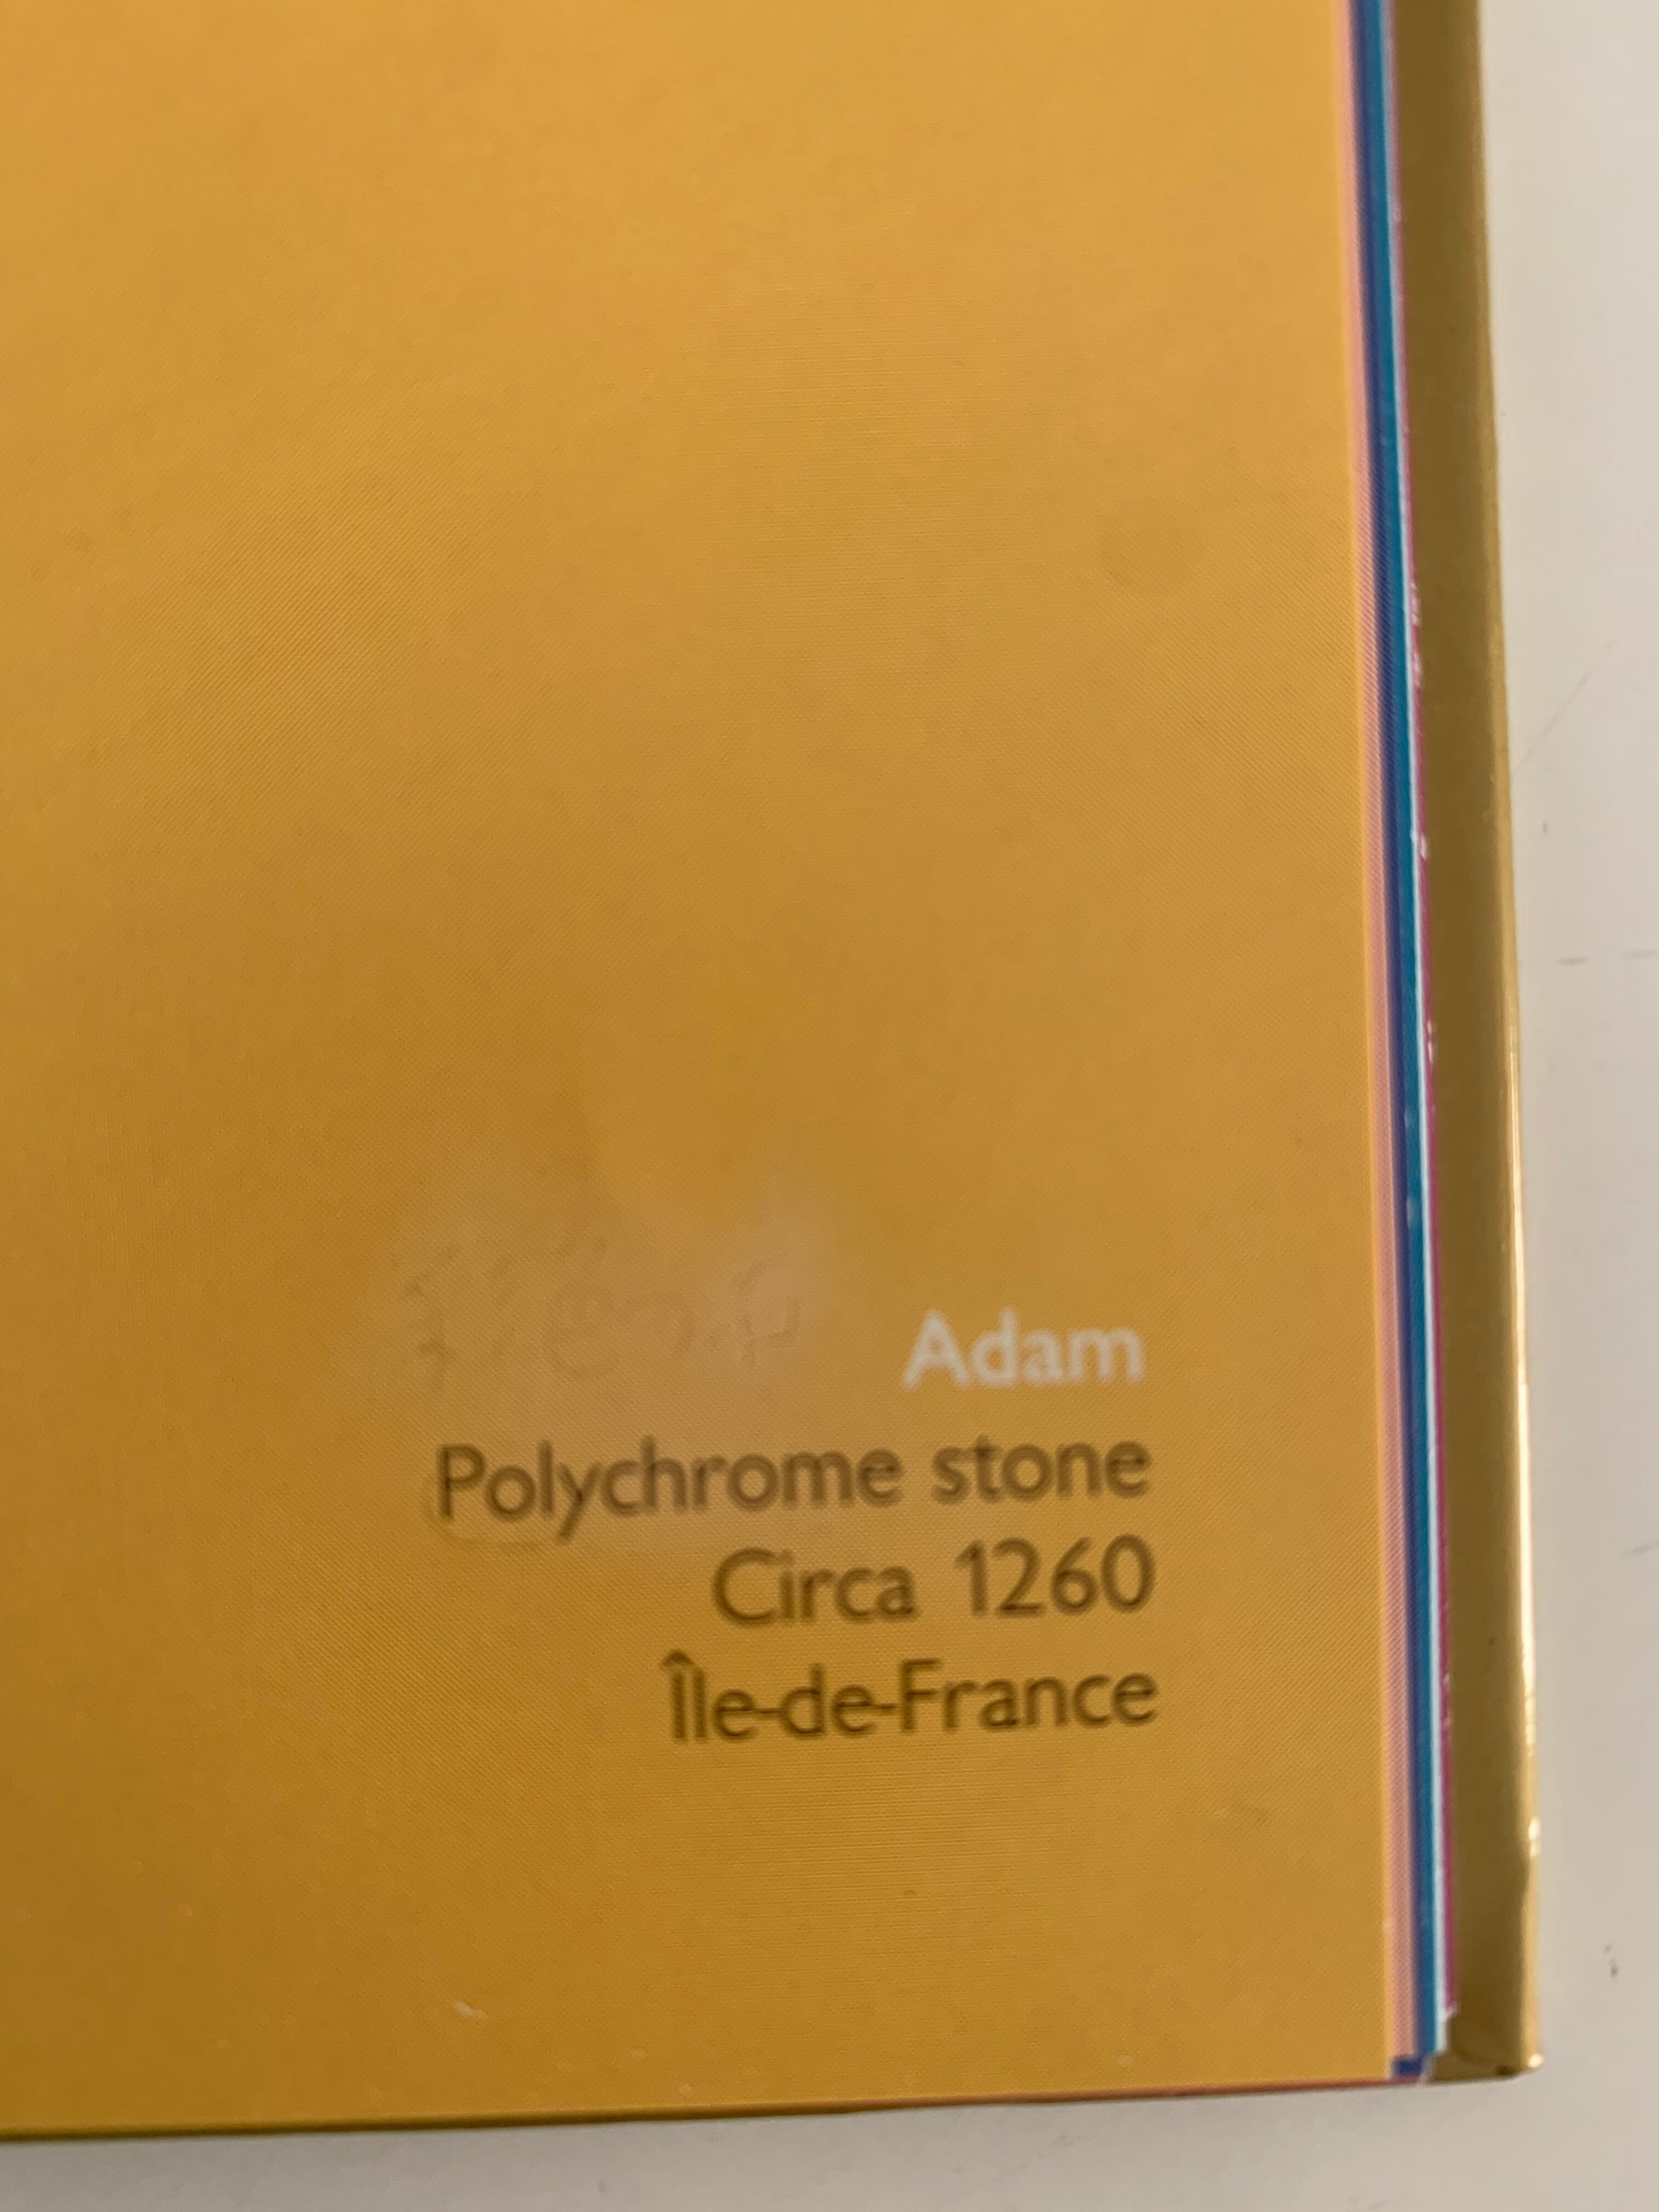 Adam
Polychrome stone
Circa 1260
Île-de-France